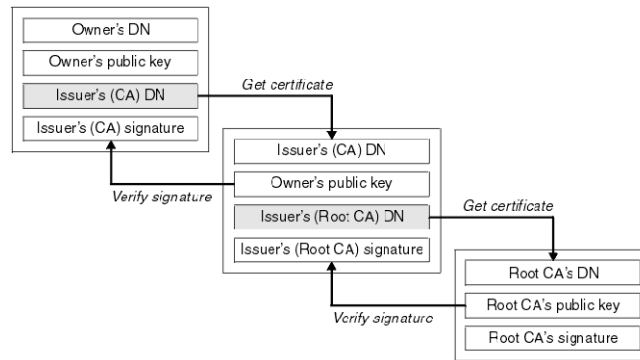 Owner's DN
Owner's public key
Issuer's (CA) DN
Issuer's (CA) signature
Get certificate
Verify signature
Issuer's (CA) DN
Owner's public key
Issuer's (Root CA) DN
Issuer's (Root CA) signature
Get certificate
Verify signature
Root CA's DN
Root CA's public key
Root CA's signature